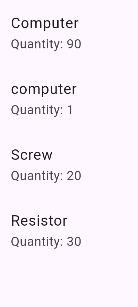 Computer
Quantity: 90
computer
Quantity: 1
Screw
Quantity: 20
Resistor
Quantity: 30